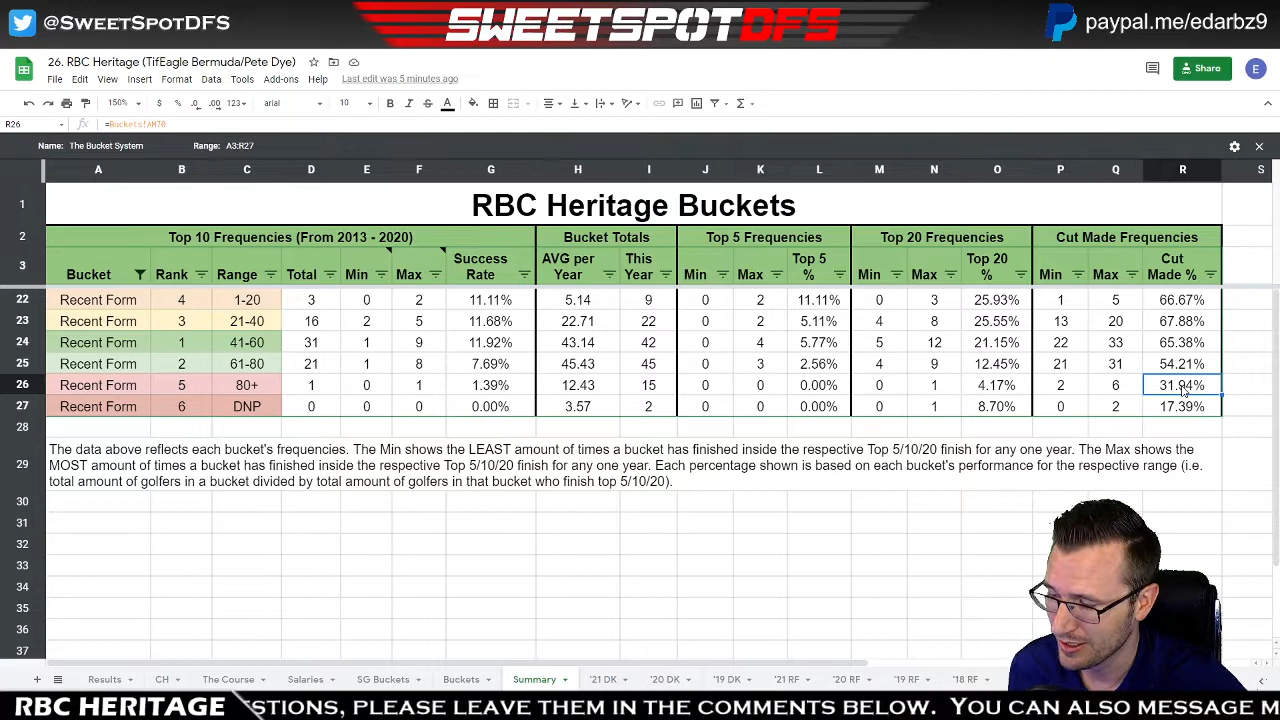 @SweetSpotDFS
SWEETSPOTDFS
paypal.me/edarbz9
26. RBC Heritage (TifEagle Bermuda/Pete Dye)
File Edit View Insert Format Data Tools Add-ons Help Last edit was 5 minutes ago
Share
E
150% $ % .0 .00 123 arial 10 B I S A
R26 fx =Buckets!AM70
Name: The Bucket System Range: A3:R27
A B C D E F G H I J K L M N O P Q R S
1 RBC Heritage Buckets
2 Top 10 Frequencies (From 2013 - 2020) Bucket Totals Top 5 Frequencies Top 20 Frequencies Cut Made Frequencies
3 Bucket Rank Range Total Min Max Success Rate AVG per Year This Year Min Max Top 5 % Min Max Top 20 % Min Max Cut Made %
22 Recent Form 4 1-20 3 0 2 11.11% 5.14 9 0 2 11.11% 0 3 25.93% 1 5 66.67%
23 Recent Form 3 21-40 16 2 5 11.68% 22.71 22 0 2 5.11% 4 8 25.55% 13 20 67.88%
24 Recent Form 1 41-60 31 1 9 11.92% 43.14 42 0 4 5.77% 5 12 21.15% 22 33 65.38%
25 Recent Form 2 61-80 21 1 8 7.69% 45.43 45 0 3 2.56% 4 9 12.45% 21 31 54.21%
26 Recent Form 5 80+ 1 0 1 1.39% 12.43 15 0 0 0.00% 0 1 4.17% 2 6 31.94%
27 Recent Form 6 DNP 0 0 0 0.00% 3.57 2 0 0 0.00% 0 1 8.70% 0 2 17.39%
28
29 The data above reflects each bucket's frequencies. The Min shows the LEAST amount of times a bucket has finished inside the respective Top 5/10/20 finish for any one year. The Max shows the
MOST amount of times a bucket has finished inside the respective Top 5/10/20 finish for any one year. Each percentage shown is based on each bucket's performance for the respective range (i.e.
total amount of golfers in a bucket divided by total amount of golfers in that bucket who finish top 5/10/20).
30
31
32
33
34
35
36
37
Results CH The Course Salaries SG Buckets Buckets Summary '21 DK '20 DK '19 DK '21 RF '20 RF '19 RF '18 RF
RBC HERITAGE STIONS, PLEASE LEAVE THEM IN THE COMMENTS BELOW. YOU CAN ALSO MESSAGE M